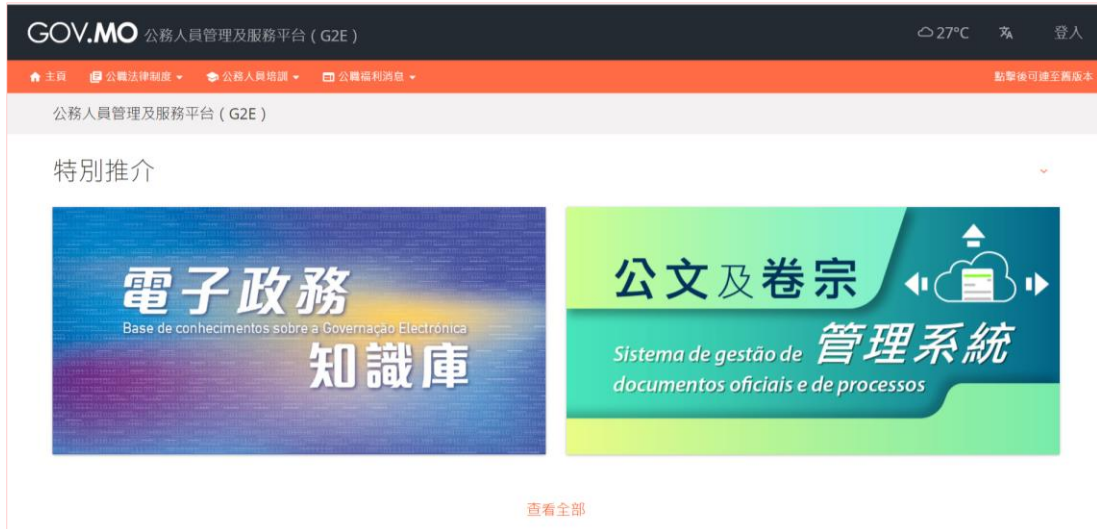 GOV.MO 公務人員管理及服務平台 ( G2E )
27°C 登入
主頁 公職法律制度 公務人員培訓 公職福利消息 點擊後可連至舊版本
公務人員管理及服務平台 ( G2E )
特別推介
電子政務
Base de conhecimentos sobre a Governação Electrónica
知識庫
公文及卷宗
管理系統
Sistema de gestão de
documentos oficiais e de processos
查看全部